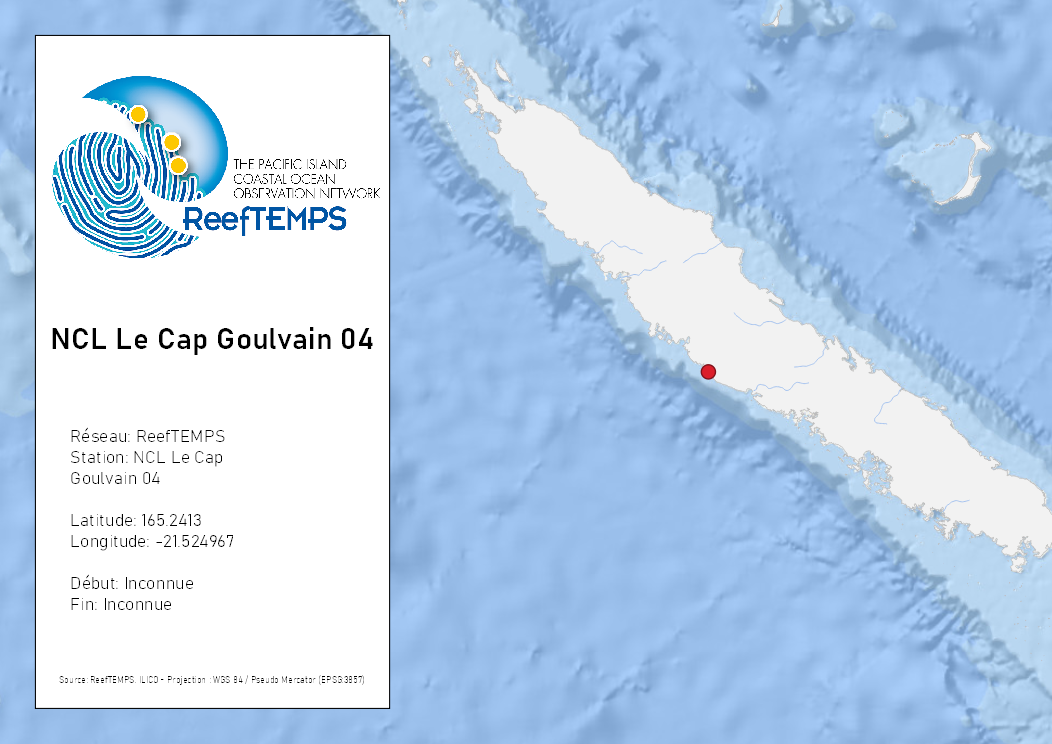 THE PACIFIC ISLAND
COASTAL OCEAN
OBSERVATION NETWORK
ReefTEMPS
NCL Le Cap Goulvain 04
Réseau: ReefTEMPS
Station: NCL Le Cap
Goulvain 04
Latitude: 165.2413
Longitude: -21.524967
Début: Inconnue
Fin: Inconnue
Source: ReefTEMPS, ILICO - Projection : WGS 84 / Pseudo Mercator (EPSG:3857)